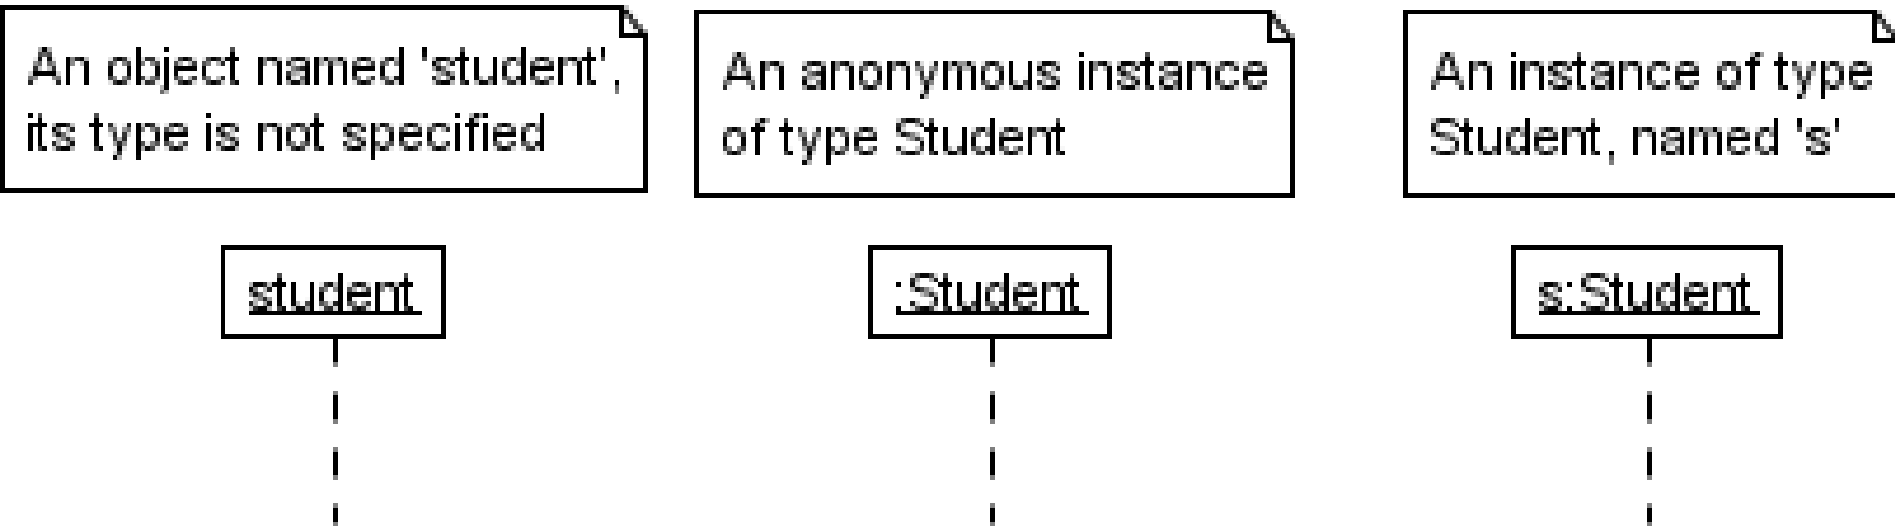 An object named 'student',
its type is not specified
An anonymous instance
of type Student
An instance of type
Student, named 's'
student
:Student
s:Student